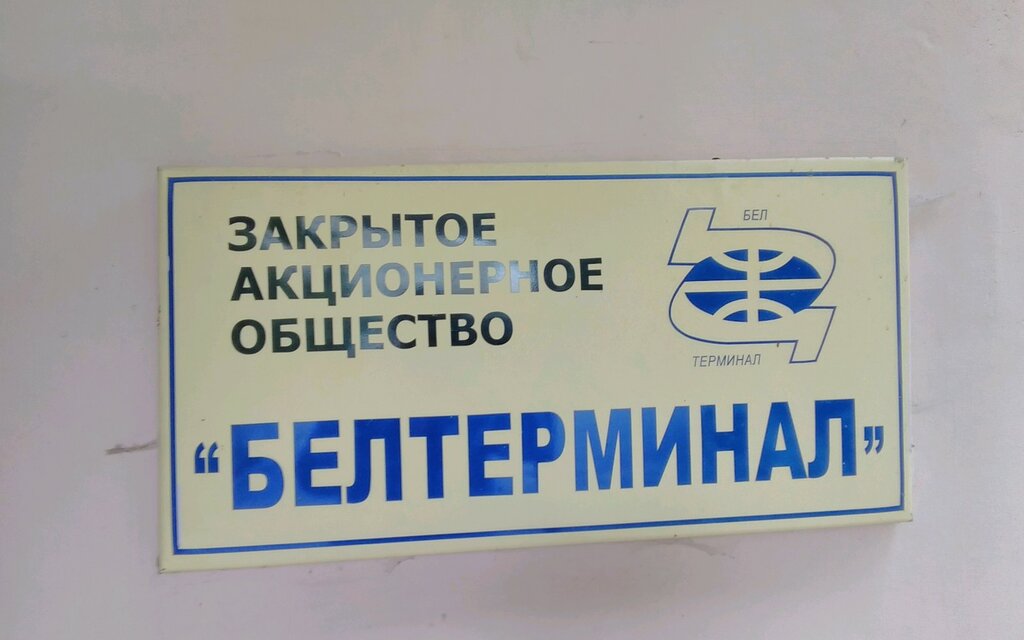 ЗАКРЫТОЕ
АКЦИОНЕРНОЕ
ОБЩЕСТВО
БЕЛ
ТЕРМИНАЛ
“БЕЛТЕРМИНАЛ”